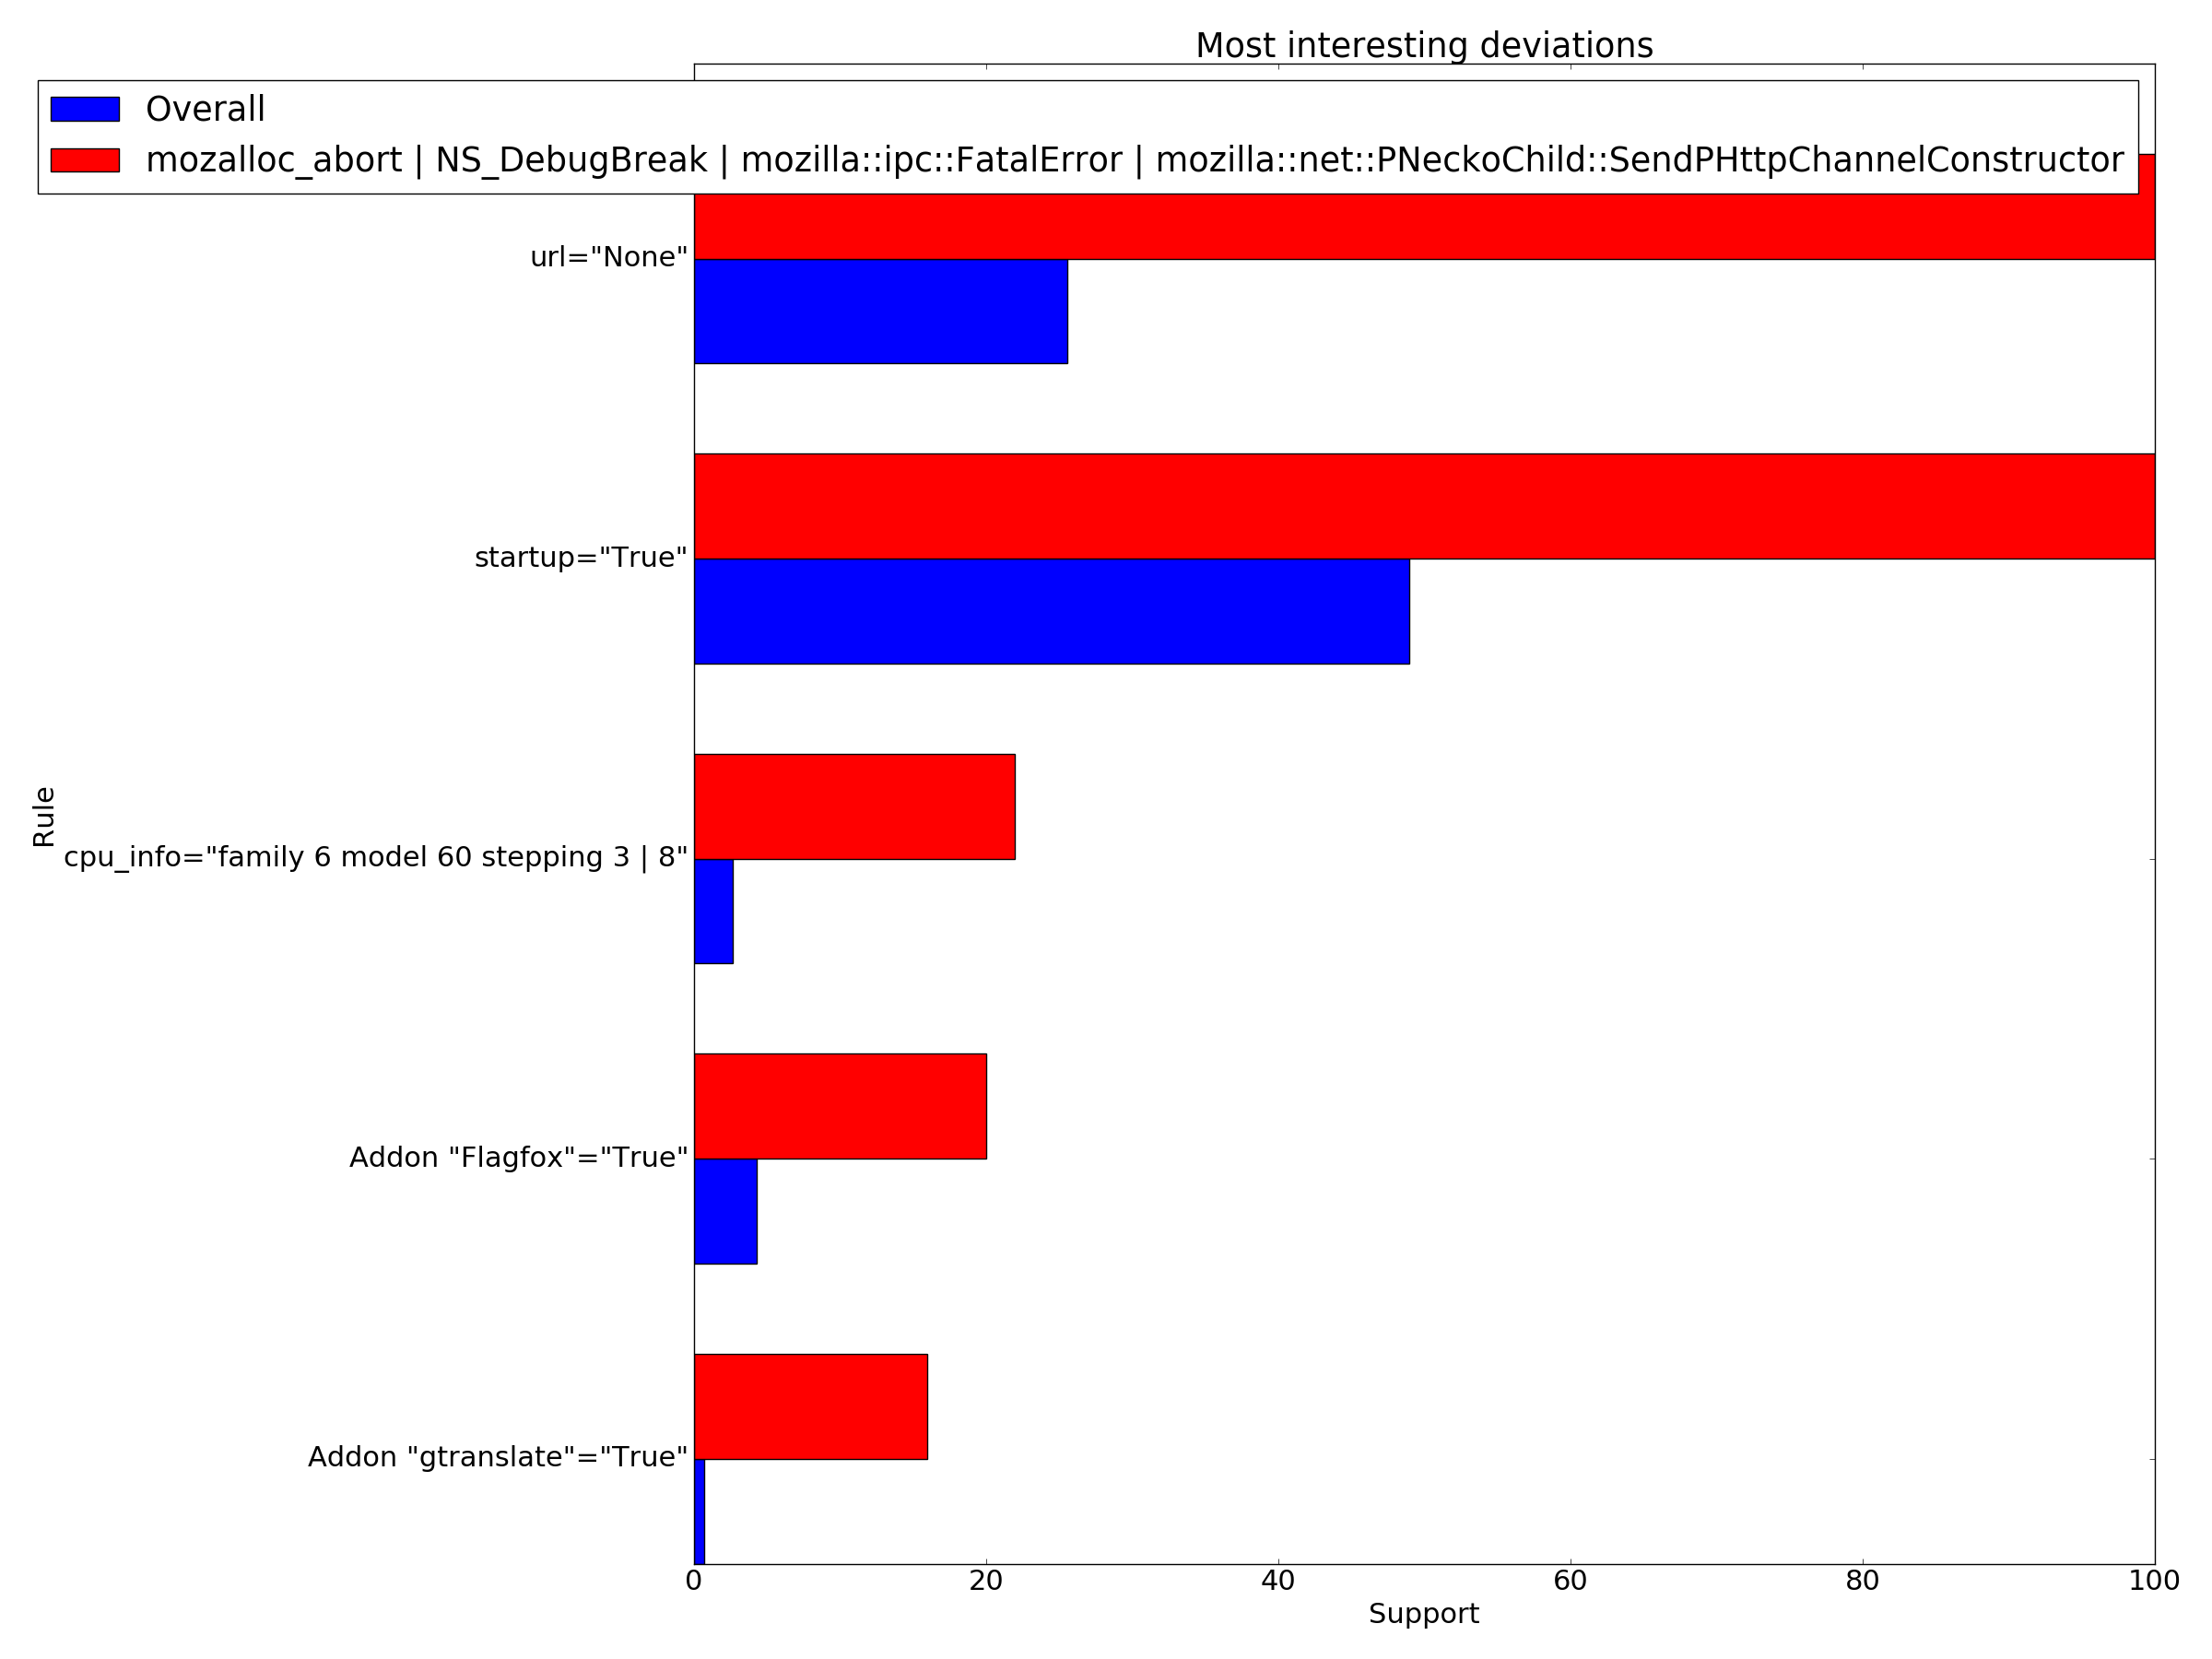 Most interesting deviations
Overall
mozalloc_abort | NS_DebugBreak | mozilla::ipc::FatalError | mozilla::net::PNeckoChild::SendPHttpChannelConstructor
url="None"
startup="True"
Rule
cpu_info="family 6 model 60 stepping 3 | 8"
Addon "Flagfox"="True"
Addon "gtranslate"="True"
0 20 40 60 80 100
Support